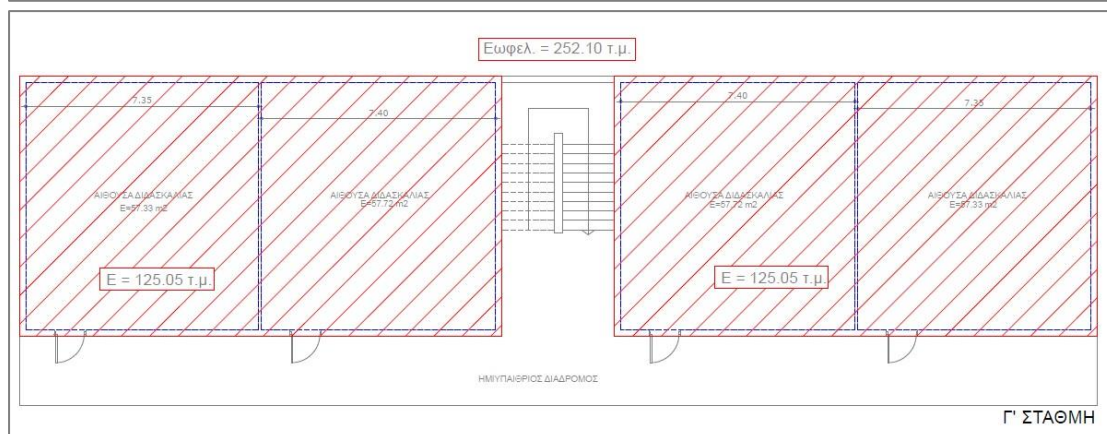 Εωφελ. = 252.10 τ.μ.
7.35
7.40
7.40
7.35
ΑΙΘΟΥΣΑ ΔΙΔΑΣΚΑΛΙΑΣ
Ε=57.33 m2
ΑΙΘΟΥΣΑ ΔΙΔΑΣΚΑΛΙΑΣ
Ε=57.72 m2
ΑΙΘΟΥΣΑ ΔΙΔΑΣΚΑΛΙΑΣ
Ε=57.72 m2
ΑΙΘΟΥΣΑ ΔΙΔΑΣΚΑΛΙΑΣ
Ε=57.33 m2
Ε = 125.05 τ.μ.
Ε = 125.05 τ.μ.
ΗΜΙΥΠΑΙΘΡΙΟΣ ΔΙΑΔΡΟΜΟΣ
Γ' ΣΤΑΘΜΗ